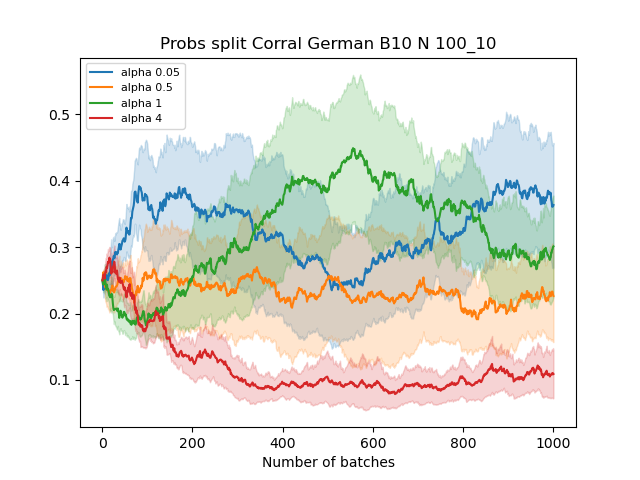 Probs split Corral German B10 N 100_10
alpha 0.05
alpha 0.5
alpha 1
alpha 4
0.5
0.4
0.3
0.2
0.1
0 200 400 600 800 1000
Number of batches